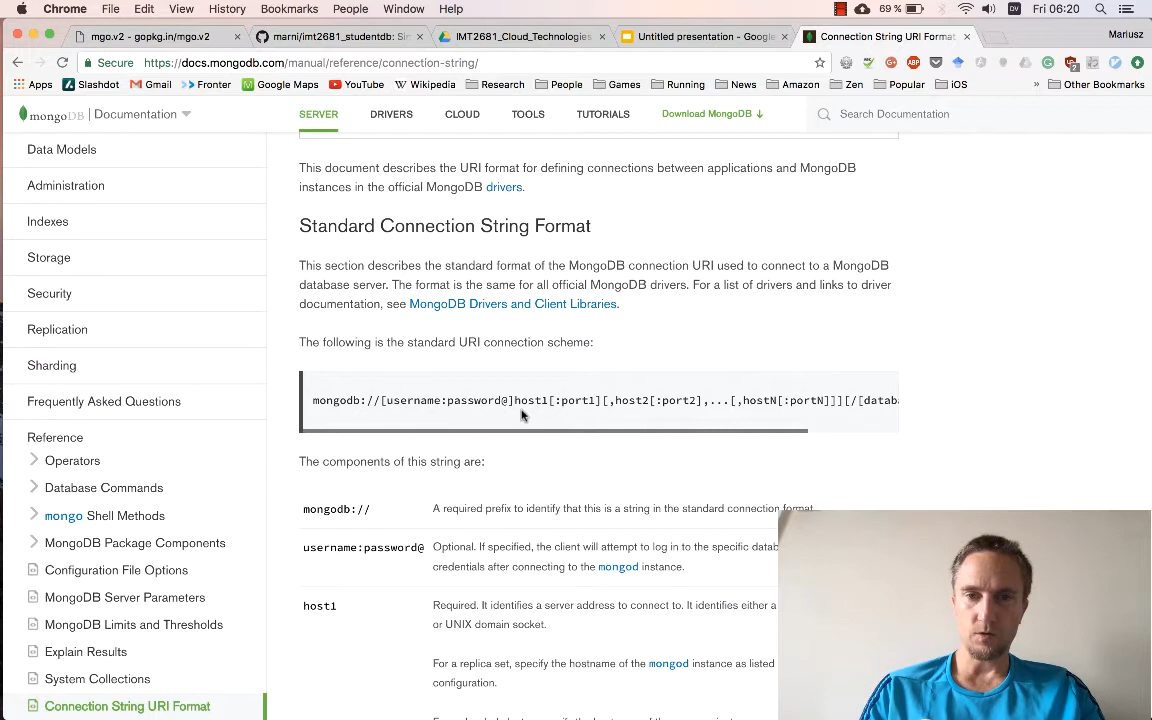 Chrome File Edit View History Bookmarks People Window Help 69 % DV Fri 06:20
mgo.v2 - gopkg.in/mgo.v2 × marni/imt2681_studentdb: Sim × IMT2681_Cloud_Technologies × Untitled presentation - Google × Connection String URI Format × Mariusz
Secure https://docs.mongodb.com/manual/reference/connection-string/
Apps Slashdot Gmail Fronter Google Maps YouTube Wikipedia Research People Games Running News Amazon Zen Popular iOS » Other Bookmarks
mongoDB | Documentation SERVER DRIVERS CLOUD TOOLS TUTORIALS Download MongoDB Search Documentation
Data Models
Administration
Indexes
Storage
Security
Replication
Sharding
Frequently Asked Questions
Reference
Operators
Database Commands
mongo Shell Methods
MongoDB Package Components
Configuration File Options
MongoDB Server Parameters
MongoDB Limits and Thresholds
Explain Results
System Collections
Connection String URI Format
This document describes the URI format for defining connections between applications and MongoDB
instances in the official MongoDB drivers.
Standard Connection String Format
This section describes the standard format of the MongoDB connection URI used to connect to a MongoDB
database server. The format is the same for all official MongoDB drivers. For a list of drivers and links to driver
documentation, see MongoDB Drivers and Client Libraries.
The following is the standard URI connection scheme:
mongodb://[username:password@]host1[:port1][,host2[:port2],...[,hostN[:portN]]][/[databa
The components of this string are:
mongodb:// A required prefix to identify that this is a string in the standard connection format.
username:password@ Optional. If specified, the client will attempt to log in to the specific datab
credentials after connecting to the mongod instance.
host1 Required. It identifies a server address to connect to. It identifies either a
or UNIX domain socket.
For a replica set, specify the hostname of the mongod instance as listed
configuration.